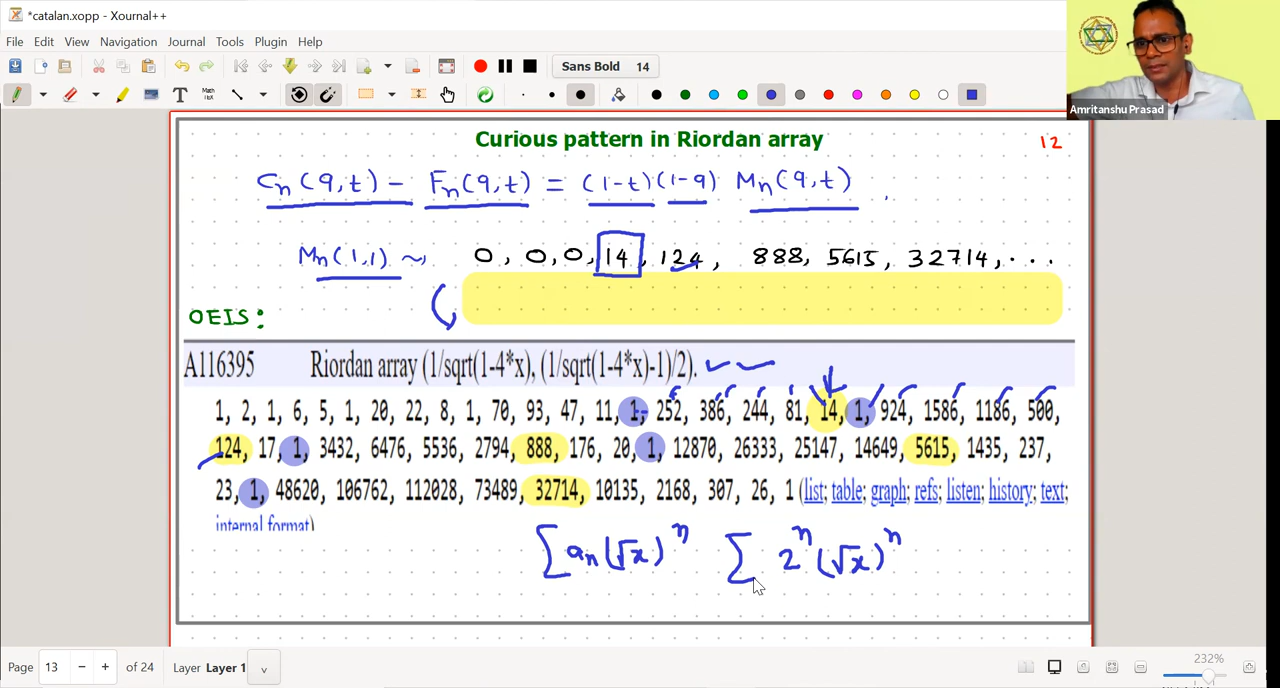 *catalan.xopp - Xournal++
File Edit View Navigation Journal Tools Plugin Help
Sans Bold 14
Amritanshu Prasad
Curious pattern in Riordan array
12
Cn(q,t) - Fn(q,t) = (1-t)(1-q) Mn(q,t)
Mn(1,1) ~ 0, 0, 0, 14, 124, 888, 5615, 32714, ...
OEIS:
A116395 Riordan array (1/sqrt(1-4*x), (1/sqrt(1-4*x)-1)/2).
1, 2, 1, 6, 5, 1, 20, 22, 8, 1, 70, 93, 47, 11, 1, 252, 386, 244, 81, 14, 1, 924, 1586, 1186, 500,
124, 17, 1, 3432, 6476, 5536, 2794, 888, 176, 20, 1, 12870, 26333, 25147, 14649, 5615, 1435, 237,
23, 1, 48620, 106762, 112028, 73489, 32714, 10135, 2168, 307, 26, 1 (list; table; graph; refs; listen; history; text;
internal format)
∑ an(√x)^n ∑ 2^n(√x)^n
Page 13 - + of 24 Layer Layer 1 232%